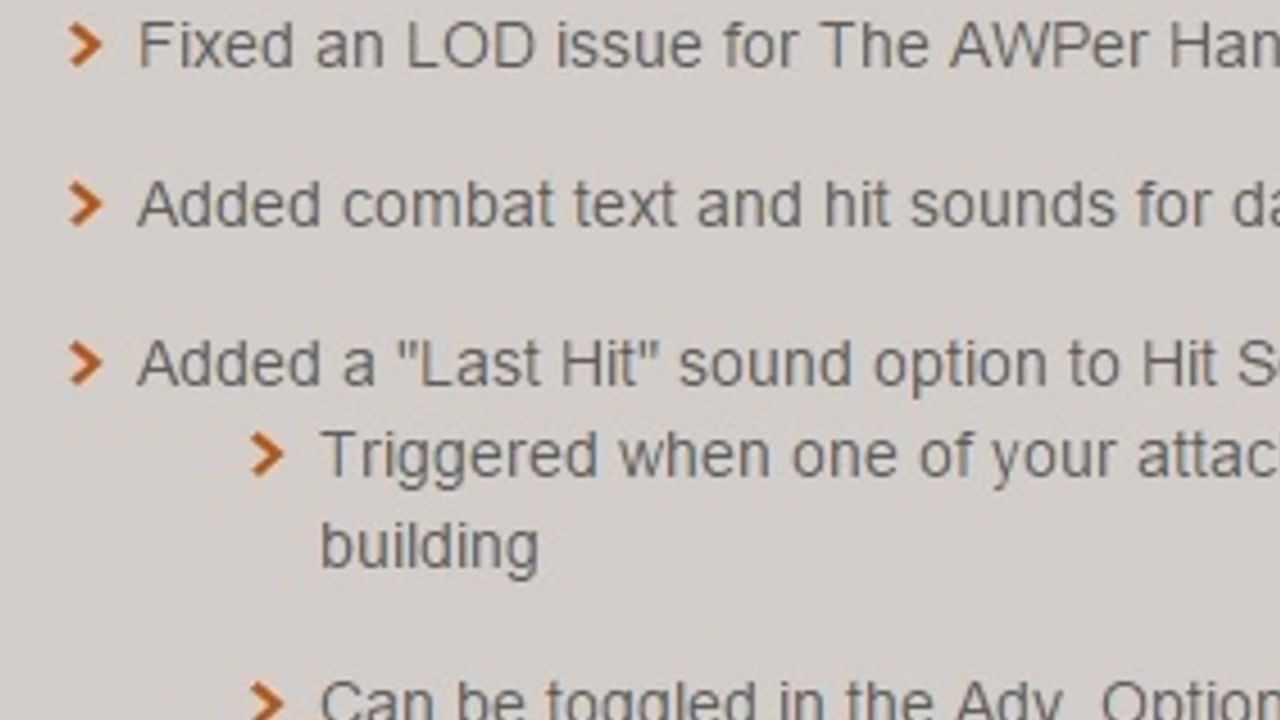 Fixed an LOD issue for The AWPer Han
Added combat text and hit sounds for da
Added a "Last Hit" sound option to Hit S
Triggered when one of your attac
building
Can be toggled in the Adv. Option